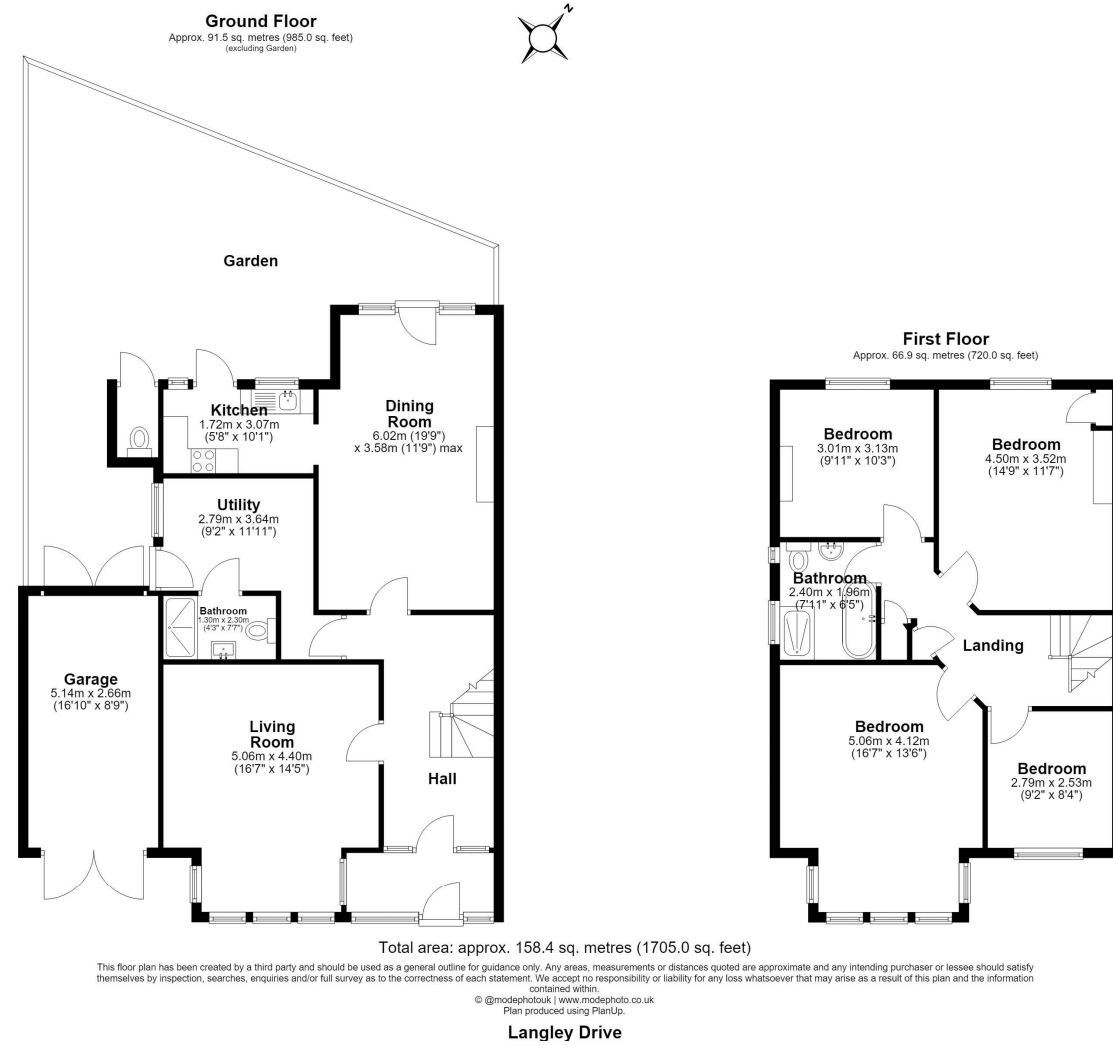 Ground Floor
Approx. 91.5 sq. metres (985.0 sq. feet)
(excluding Garden)
N
Garden
Kitchen
1.72m x 3.07m
(5'8" x 10'1")
Dining
Room
6.02m (19'9")
x 3.58m (11'9") max
Utility
2.79m x 3.64m
(9'2" x 11'11")
Bathroom
1.30m x 2.30m
(4'3" x 7'7")
Garage
5.14m x 2.66m
(16'10" x 8'9")
Living
Room
5.06m x 4.40m
(16'7" x 14'5")
Hall
First Floor
Approx. 66.9 sq. metres (720.0 sq. feet)
Bedroom
3.01m x 3.13m
(9'11" x 10'3")
Bedroom
4.50m x 3.52m
(14'9" x 11'7")
Bathroom
2.40m x 1.96m
(7'11" x 6'5")
Landing
Bedroom
5.06m x 4.12m
(16'7" x 13'6")
Bedroom
2.79m x 2.53m
(9'2" x 8'4")
Total area: approx. 158.4 sq. metres (1705.0 sq. feet)
This floor plan has been created by a third party and should be used as a general outline for guidance only. Any areas, measurements or distances quoted are approximate and any intending purchaser or lessee should satisfy
themselves by inspection, searches, enquiries and/or full survey as to the correctness of each statement. We accept no responsibility or liability for any loss whatsoever that may arise as a result of this plan and the information
contained within.
© @modephotouk | www.modephoto.co.uk
Plan produced using PlanUp.
Langley Drive